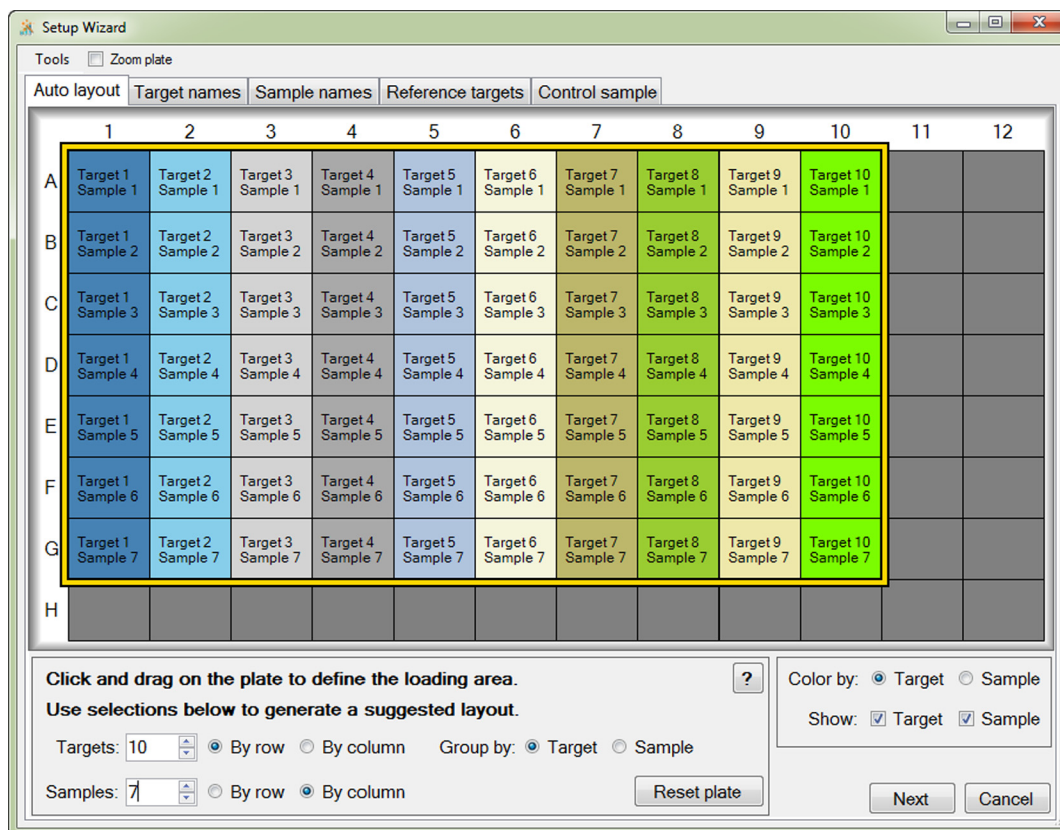 Setup Wizard
Tools Zoom plate
Auto layout Target names Sample names Reference targets Control sample
1 2 3 4 5 6 7 8 9 10 11 12
A Target 1 Target 2 Target 3 Target 4 Target 5 Target 6 Target 7 Target 8 Target 9 Target 10
Sample 1 Sample 1 Sample 1 Sample 1 Sample 1 Sample 1 Sample 1 Sample 1 Sample 1 Sample 1
B Target 1 Target 2 Target 3 Target 4 Target 5 Target 6 Target 7 Target 8 Target 9 Target 10
Sample 2 Sample 2 Sample 2 Sample 2 Sample 2 Sample 2 Sample 2 Sample 2 Sample 2 Sample 2
C Target 1 Target 2 Target 3 Target 4 Target 5 Target 6 Target 7 Target 8 Target 9 Target 10
Sample 3 Sample 3 Sample 3 Sample 3 Sample 3 Sample 3 Sample 3 Sample 3 Sample 3 Sample 3
D Target 1 Target 2 Target 3 Target 4 Target 5 Target 6 Target 7 Target 8 Target 9 Target 10
Sample 4 Sample 4 Sample 4 Sample 4 Sample 4 Sample 4 Sample 4 Sample 4 Sample 4 Sample 4
E Target 1 Target 2 Target 3 Target 4 Target 5 Target 6 Target 7 Target 8 Target 9 Target 10
Sample 5 Sample 5 Sample 5 Sample 5 Sample 5 Sample 5 Sample 5 Sample 5 Sample 5 Sample 5
F Target 1 Target 2 Target 3 Target 4 Target 5 Target 6 Target 7 Target 8 Target 9 Target 10
Sample 6 Sample 6 Sample 6 Sample 6 Sample 6 Sample 6 Sample 6 Sample 6 Sample 6 Sample 6
G Target 1 Target 2 Target 3 Target 4 Target 5 Target 6 Target 7 Target 8 Target 9 Target 10
Sample 7 Sample 7 Sample 7 Sample 7 Sample 7 Sample 7 Sample 7 Sample 7 Sample 7 Sample 7
H
Click and drag on the plate to define the loading area. ?
Use selections below to generate a suggested layout.
Targets: 10 By row By column Group by: Target Sample
Samples: 7 By row By column Reset plate
Color by: Target Sample
Show: Target Sample
Next Cancel